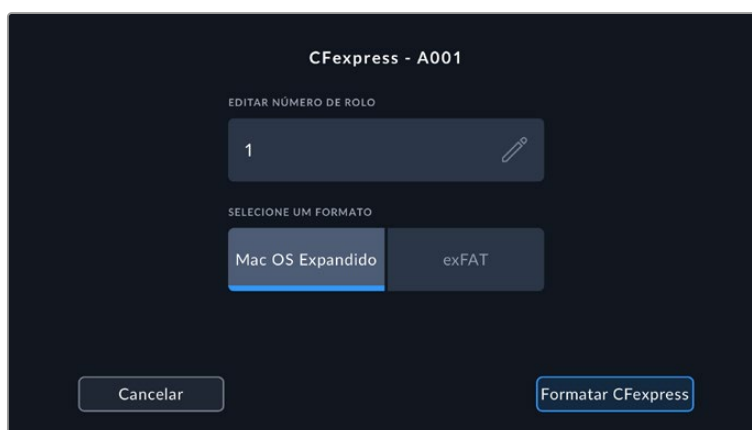 CFexpress - A001
EDITAR NÚMERO DE ROLO
1
SELECIONE UM FORMATO
Mac OS Expandido
exFAT
Cancelar
Formatar CFexpress